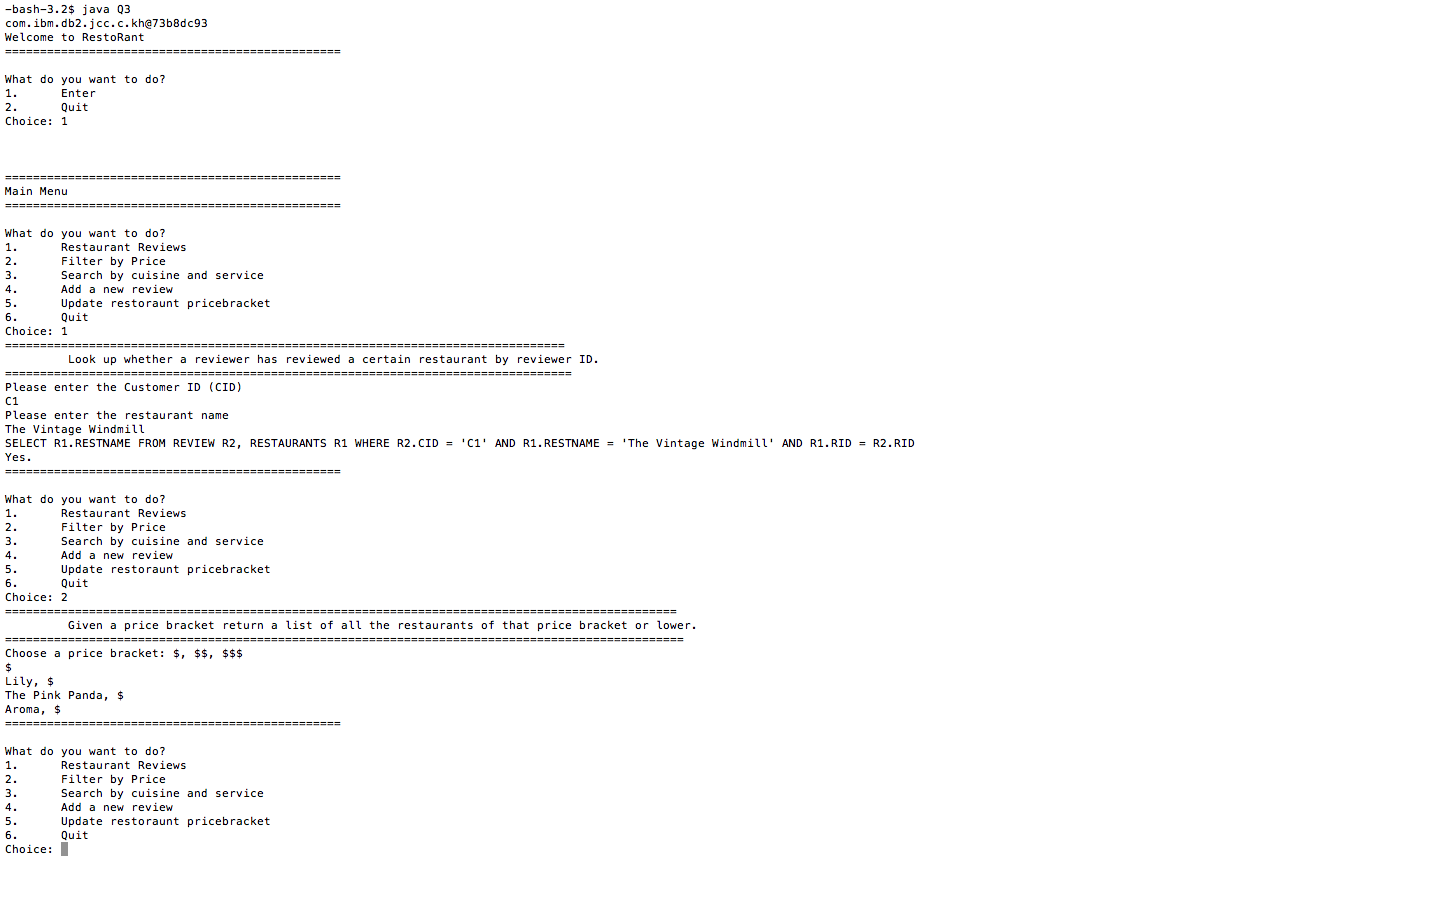 -bash-3.2$ java Q3
com.ibm.db2.jcc.c.kh@73b8dc93
Welcome to RestoRant
================================================
What do you want to do?
1.      Enter
2.      Quit
Choice: 1
================================================
Main Menu
================================================
What do you want to do?
1.      Restaurant Reviews
2.      Filter by Price
3.      Search by cuisine and service
4.      Add a new review
5.      Update restoraunt pricebracket
6.      Quit
Choice: 1
================================================================================
         Look up whether a reviewer has reviewed a certain restaurant by reviewer ID.
=================================================================================
Please enter the Customer ID (CID)
C1
Please enter the restaurant name
The Vintage Windmill
SELECT R1.RESTNAME FROM REVIEW R2, RESTAURANTS R1 WHERE R2.CID = 'C1' AND R1.RESTNAME = 'The Vintage Windmill' AND R1.RID = R2.RID
Yes.
================================================
What do you want to do?
1.      Restaurant Reviews
2.      Filter by Price
3.      Search by cuisine and service
4.      Add a new review
5.      Update restoraunt pricebracket
6.      Quit
Choice: 2
================================================================================================
         Given a price bracket return a list of all the restaurants of that price bracket or lower.
=================================================================================================
Choose a price bracket: $, $$, $$$
$
Lily, $
The Pink Panda, $
Aroma, $
================================================
What do you want to do?
1.      Restaurant Reviews
2.      Filter by Price
3.      Search by cuisine and service
4.      Add a new review
5.      Update restoraunt pricebracket
6.      Quit
Choice: